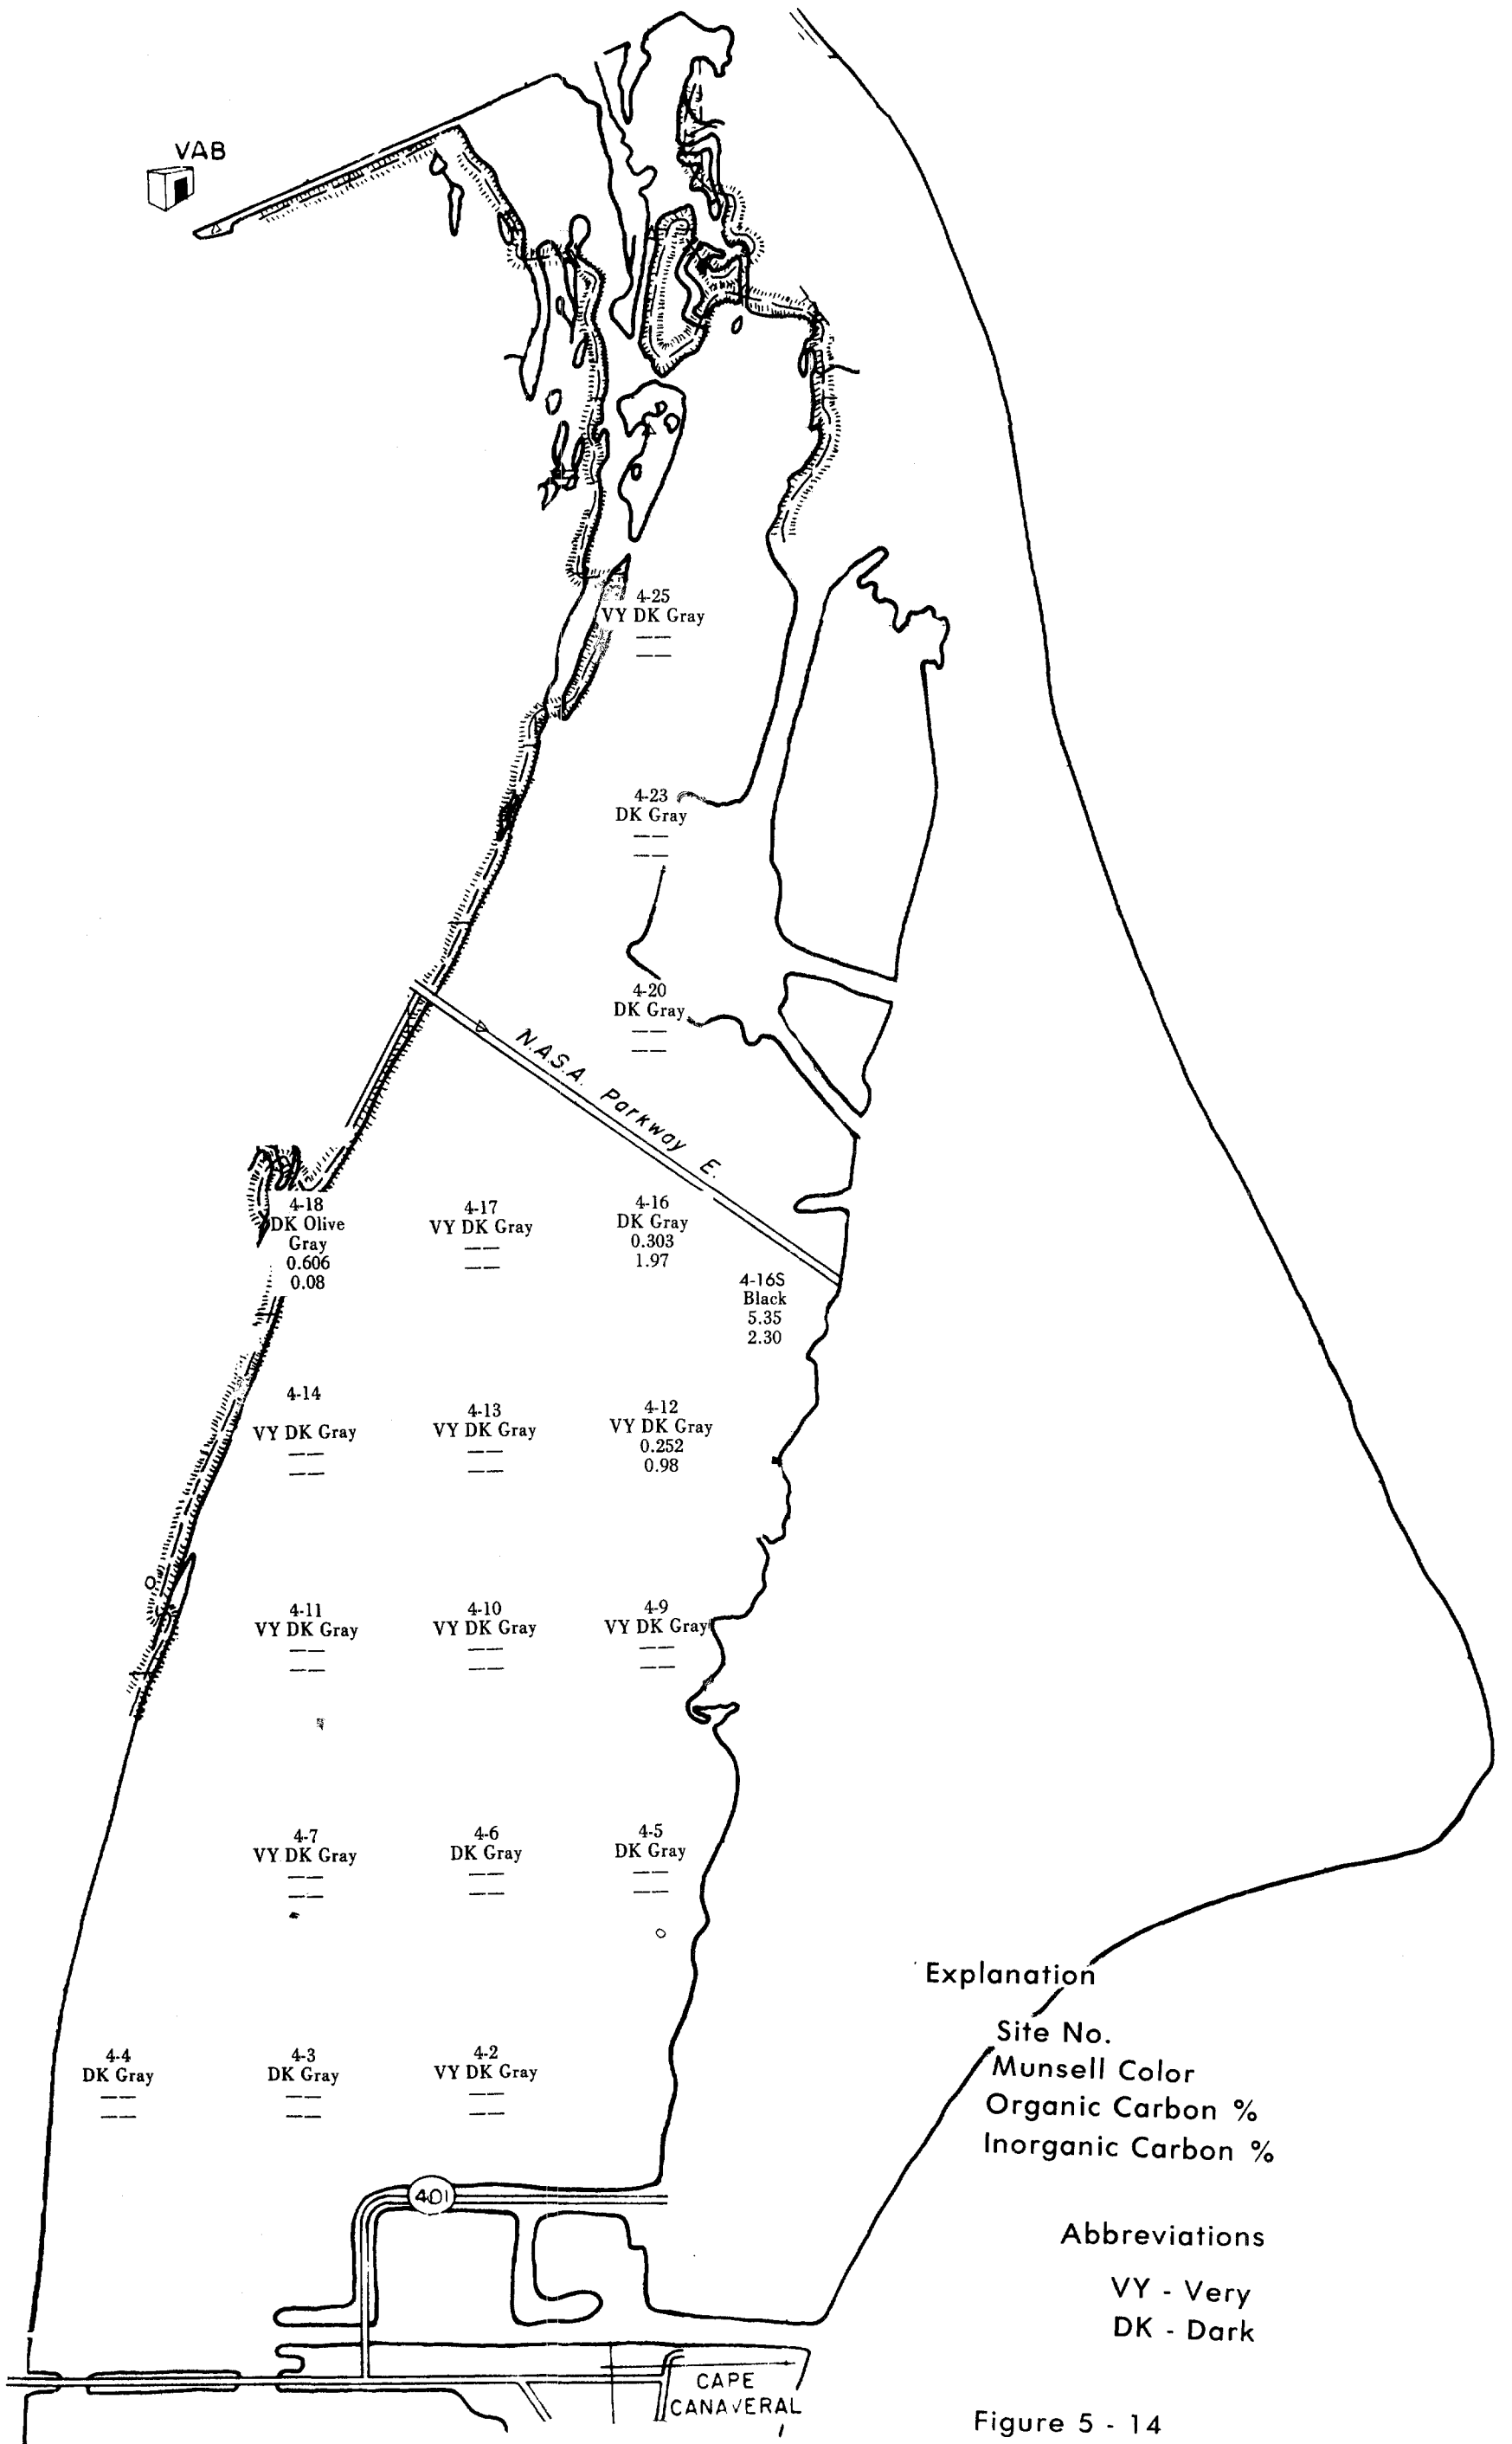 VAB
4-25
VY DK Gray
— —
— —
4-23
DK Gray
— —
— —
4-20
DK Gray
— —
— —
N.A.S.A. Parkway E.
4-18
DK Olive
Gray
0.606
0.08
4-17
VY DK Gray
— —
— —
4-16
DK Gray
0.303
1.97
4-16S
Black
5.35
2.30
4-14
VY DK Gray
— —
— —
4-13
VY DK Gray
— —
— —
4-12
VY DK Gray
0.252
0.98
4-11
VY DK Gray
— —
— —
4-10
VY DK Gray
— —
— —
4-9
VY DK Gray
— —
— —
4-7
VY DK Gray
— —
— —
4-6
DK Gray
— —
— —
4-5
DK Gray
— —
— —
4-4
DK Gray
— —
— —
4-3
DK Gray
— —
— —
4-2
VY DK Gray
— —
— —
401
CAPE
CANAVERAL
Explanation
Site No.
Munsell Color
Organic Carbon %
Inorganic Carbon %
Abbreviations
VY - Very
DK - Dark
Figure 5 - 14